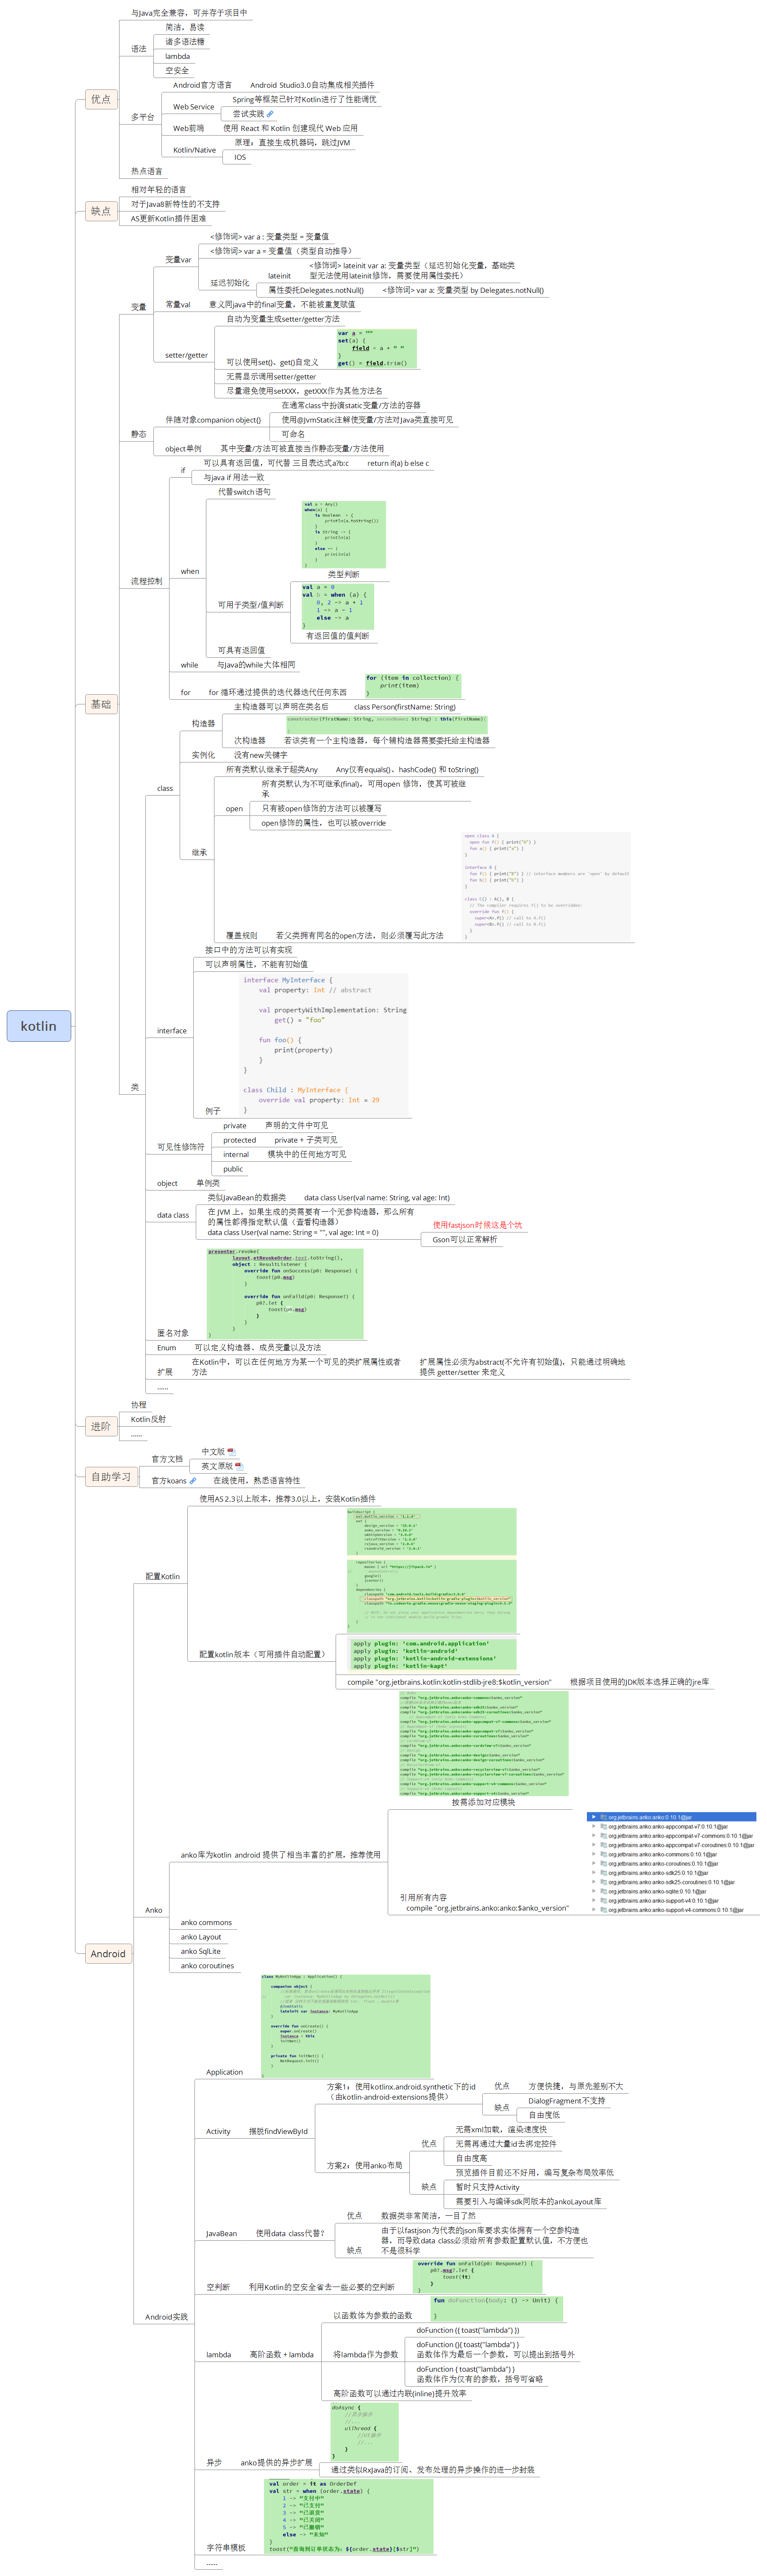 kotlin
优点
与Java完全兼容，可并存于项目中
语法
简洁，易读
诸多语法糖
lambda
空安全
多平台
Android官方语言
Android Studio3.0自动集成相关插件
Web Service
Spring等框架已针对Kotlin进行了性能调优
尝试实践
Web前端
使用 React 和 Kotlin 创建现代 Web 应用
Kotlin/Native
原理：直接生成机器码，跳过JVM
IOS
热点语言
缺点
相对年轻的语言
对于Java8新特性的不支持
AS更新Kotlin插件困难
基础
变量
变量var
<修饰词> var a : 变量类型 = 变量值
<修饰词> var a = 变量值（类型自动推导）
延迟初始化
lateinit
<修饰词> lateinit var a: 变量类型（延迟初始化变量，基础类
型无法使用lateinit修饰，需要使用属性委托）
属性委托Delegates.notNull()
<修饰词> var a: 变量类型 by Delegates.notNull()
常量val
意义同java中的final变量，不能被重复赋值
setter/getter
自动为变量生成setter/getter方法
可以使用set()、get()自定义
var a = ""
set(a) {
field = a + " "
}
get() = field.trim()
无需显示调用setter/getter
尽量避免使用setXXX，getXXX作为其他方法名
静态
伴随对象companion object{}
在通常class中扮演static变量/方法的容器
使用@JvmStatic注解使变量/方法对Java类直接可见
可命名
object单例
其中变量/方法可被直接当作静态变量/方法使用
流程控制
if
可以具有返回值，可代替 三目表达式a?b:c
return if(a) b else c
与java if 用法一致
when
代替switch语句
可用于类型/值判断
val a = Any()
when(a) {
is Boolean -> {
println(a.toString())
}
is String -> {
println(a)
}
else -> {
println(a)
}
}
类型判断
val a = 0
val b = when (a) {
0, 2 -> a + 1
1 -> a - 1
else -> a
}
有返回值的值判断
可具有返回值
while
与Java的while大体相同
for
for 循环通过提供的迭代器迭代任何东西
for (item in collection) {
print(item)
}
类
class
构造器
主构造器可以声明在类名后
class Person(firstName: String)
次构造器
若该类有一个主构造器，每个辅构造器需要委托给主构造器
constructor(firstName: String, secondName: String) : this(firstName)
实例化
没有new关键字
继承
所有类默认继承于超类Any
Any仅有equals()、hashCode() 和 toString()
open
所有类默认为不可继承(final)，可用open 修饰，使其可被继
承
只有被open修饰的方法可以被覆写
open修饰的属性，也可以被override
覆盖规则
若父类拥有同名的open方法，则必须覆写此方法
open class A {
open fun f() { print("A") }
fun a() { print("a") }
}
interface B {
fun f() { print("B") } // interface members are 'open' by default
fun b() { print("b") }
}
class C() : A(), B {
// The compiler requires f() to be overridden:
override fun f() {
super<A>.f() // call to A.f()
super<B>.f() // call to B.f()
}
}
interface
接口中的方法可以有实现
可以声明属性，不能有初始值
例子
interface MyInterface {
val property: Int // abstract
val propertyWithImplementation: String
get() = "foo"
fun foo() {
print(property)
}
}
class Child : MyInterface {
override val property: Int = 29
}
可见性修饰符
private
声明的文件中可见
protected
private + 子类可见
internal
模块中的任何地方可见
public
object
单例类
data class
类似JavaBean的数据类
data class User(val name: String, val age: Int)
在 JVM 上，如果生成的类需要有一个无参构造器，那么所有
的属性都得指定默认值（查看构造器）
data class User(val name: String = "", val age: Int = 0)
使用fastjson时候这是个坑
Gson可以正常解析
匿名对象
presenter.revoke(
layout.etRevokeOrder.text.toString(),
object : ResultListener {
override fun onSuccess(p0: Response) {
toast(p0.msg)
}
override fun onFaild(p0: Response?) {
p0?.let {
toast(p0.msg)
}
}
}
)
Enum
可以定义构造器、成员变量以及方法
扩展
在Kotlin中，可以在任何地方为某一个可见的类扩展属性或者
方法
扩展属性必须为abstract(不允许有初始值)，只能通过明确地
提供 getter/setter 来定义
......
进阶
协程
Kotlin反射
......
自助学习
官方文档
中文版
英文原版
官方koans
在线使用，熟悉语言特性
Android
配置Kotlin
使用AS 2.3以上版本，推荐3.0以上，安装Kotlin插件
配置kotlin版本（可用插件自动配置）
apply plugin: 'com.android.application'
apply plugin: 'kotlin-android'
apply plugin: 'kotlin-android-extensions'
apply plugin: 'kotlin-kapt'
compile "org.jetbrains.kotlin:kotlin-stdlib-jre8:$kotlin_version"
根据项目使用的JDK版本选择正确的jre库
Anko
anko库为kotlin android 提供了相当丰富的扩展，推荐使用
按需添加对应模块
引用所有内容
compile "org.jetbrains.anko:anko:$anko_version"
org.jetbrains.anko:anko:0.10.1@jar
org.jetbrains.anko:anko-appcompat-v7:0.10.1@jar
org.jetbrains.anko:anko-appcompat-v7-commons:0.10.1@jar
org.jetbrains.anko:anko-appcompat-v7-coroutines:0.10.1@jar
org.jetbrains.anko:anko-commons:0.10.1@jar
org.jetbrains.anko:anko-coroutines:0.10.1@jar
org.jetbrains.anko:anko-sdk25:0.10.1@jar
org.jetbrains.anko:anko-sdk25-coroutines:0.10.1@jar
org.jetbrains.anko:anko-sqlite:0.10.1@jar
org.jetbrains.anko:anko-support-v4:0.10.1@jar
org.jetbrains.anko:anko-support-v4-commons:0.10.1@jar
anko commons
anko Layout
anko SqlLite
anko coroutines
Android实践
Application
class MyKotlinApp : Application() {
companion object {
@JvmStatic
lateinit var instance: MyKotlinApp
}
override fun onCreate() {
super.onCreate()
instance = this
initNet()
}
private fun initNet() {
NetRequest.init()
}
}
Activity
摆脱findViewById
方案1：使用kotlinx.android.synthetic下的id
（由kotlin-android-extensions提供）
优点
方便快捷，与原先差别不大
缺点
DialogFragment不支持
自由度低
方案2：使用anko布局
优点
无需xml加载，渲染速度快
无需再通过大量id去绑定控件
自由度高
缺点
预览插件目前还不好用，编写复杂布局效率低
暂时只支持Activity
需要引入与编译sdk同版本的ankoLayout库
JavaBean
使用data class代替？
优点
数据类非常简洁，一目了然
缺点
由于以fastjson为代表的json库要求实体拥有一个空参构造
器，而导致data class必须给所有参数配置默认值，不方便也
不是很科学
空判断
利用Kotlin的空安全省去一些必要的空判断
override fun onFaild(p0: Response?) {
p0?.msg?.let {
toast(it)
}
}
lambda
高阶函数 + lambda
以函数体为参数的函数
fun doFunction(body: () -> Unit) {
}
将lambda作为参数
doFunction ({ toast("lambda") })
doFunction (){ toast("lambda") }
函数体作为最后一个参数，可以提出到括号外
doFunction { toast("lambda") }
函数体作为仅有的参数，括号可省略
高阶函数可以通过内联(inline)提升效率
异步
anko提供的异步扩展
doAsync {
//异步操作
//...
uiThread {
//UI操作
//...
}
}
通过类似RxJava的订阅、发布处理的异步操作的进一步封装
字符串模板
val order = it as OrderDef
val str = when (order.state) {
1 -> "支付中"
2 -> "已支付"
3 -> "已退货"
4 -> "已关闭"
5 -> "已撤销"
else -> "未知"
}
toast("查询到订单状态为：${order.state}[$str]")
......